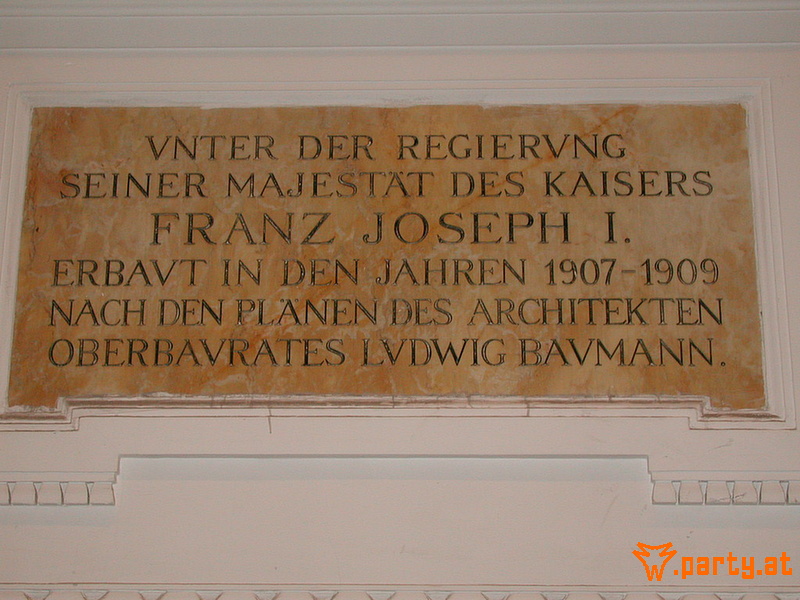 VNTER DER REGIERVNG
SEINER MAJESTÄT DES KAISERS
FRANZ JOSEPH I.
ERBAVT IN DEN JAHREN 1907-1909
NACH DEN PLÄNEN DES ARCHITEKTEN
OBERBAVRATES LVDWIG BAVMANN.
w.party.at